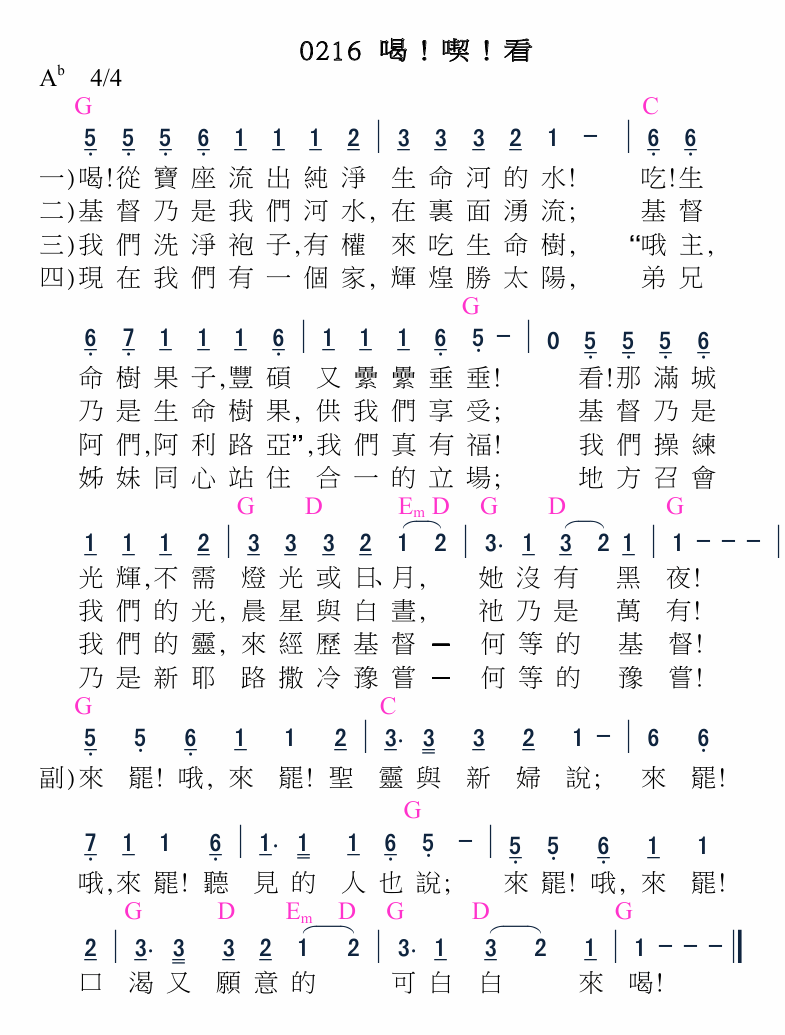 0216 喝！喫！看
A♭ 4/4
G C
5 5 5 6 1 1 1 2 | 3 3 3 2 1 － | 6 6
一)喝!從 寶 座 流 出 純 淨 生 命 河 的 水! 吃!生
二)基 督 乃 是 我 們 河 水, 在 裏 面 湧 流; 基 督
三)我 們 洗 淨 袍 子,有 權 來 吃 生 命 樹, “哦 主,
四)現 在 我 們 有 一 個 家, 輝 煌 勝 太 陽, 弟 兄
G
6 7 1 1 1 6 | 1 1 1 6 5 － | 0 5 5 5 6
命 樹 果 子,豐 碩 又 纍 纍 垂 垂! 看!那 滿 城
乃 是 生 命 樹 果, 供 我 們 享 受; 基 督 乃 是
阿 們,阿 利 路 亞”,我 們 真 有 福! 我 們 操 練
姊 妹 同 心 站 住 合 一 的 立 場; 地 方 召 會
G D Em D G D G
1 1 1 2 | 3 3 3 2 1 2 | 3· 1 3 2 1 | 1 － － － |
光 輝,不 需 燈 光 或 日、月, 她 沒 有 黑 夜!
我 們 的 光, 晨 星 與 白 晝, 祂 乃 是 萬 有!
我 們 的 靈, 來 經 歷 基 督 － 何 等 的 基 督!
乃 是 新 耶 路 撒 冷 豫 嘗 － 何 等 的 豫 嘗!
G C
5 5 6 1 1 2 | 3· 3 3 2 1 － | 6 6
副)來 罷! 哦, 來 罷! 聖 靈 與 新 婦 說; 來 罷!
G
7 1 1 6 | 1· 1 1 6 5 － | 5 5 6 1 1
哦,來 罷! 聽 見 的 人 也 說; 來 罷! 哦, 來 罷!
G D Em D G D G
2 | 3· 3 3 2 1 2 | 3· 1 3 2 1 | 1 － － － ‖
口 渴 又 願 意 的 可 白 白 來 喝!